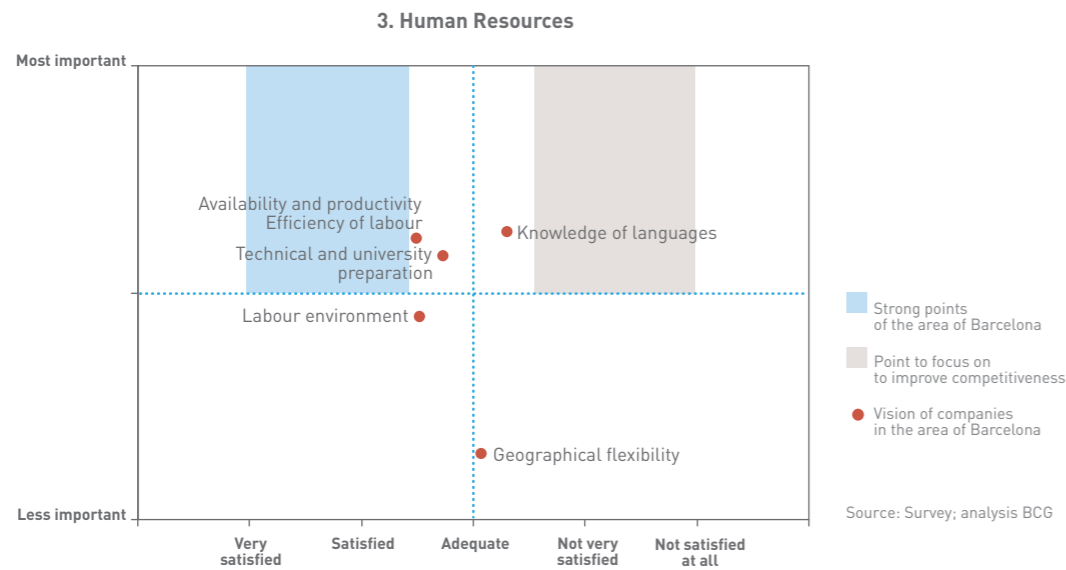 3. Human Resources
Most important
Availability and productivity
Efficiency of labour
Knowledge of languages
Technical and university
preparation
Labour environment
Strong points
of the area of Barcelona
Point to focus on
to improve competitiveness
Vision of companies
in the area of Barcelona
Geographical flexibility
Less important
Source: Survey; analysis BCG
Very
satisfied
Satisfied
Adequate
Not very
satisfied
Not satisfied
at all